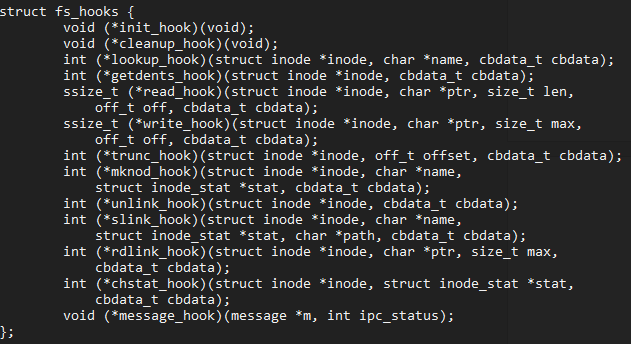 struct fs_hooks {
void (*init_hook)(void);
void (*cleanup_hook)(void);
int (*lookup_hook)(struct inode *inode, char *name, cbdata_t cbdata);
int (*getdents_hook)(struct inode *inode, cbdata_t cbdata);
ssize_t (*read_hook)(struct inode *inode, char *ptr, size_t len,
off_t off, cbdata_t cbdata);
ssize_t (*write_hook)(struct inode *inode, char *ptr, size_t max,
off_t off, cbdata_t cbdata);
int (*trunc_hook)(struct inode *inode, off_t offset, cbdata_t cbdata);
int (*mknod_hook)(struct inode *inode, char *name,
struct inode_stat *stat, cbdata_t cbdata);
int (*unlink_hook)(struct inode *inode, cbdata_t cbdata);
int (*slink_hook)(struct inode *inode, char *name,
struct inode_stat *stat, char *path, cbdata_t cbdata);
int (*rdlink_hook)(struct inode *inode, char *ptr, size_t max,
cbdata_t cbdata);
int (*chstat_hook)(struct inode *inode, struct inode_stat *stat,
cbdata_t cbdata);
void (*message_hook)(message *m, int ipc_status);
};